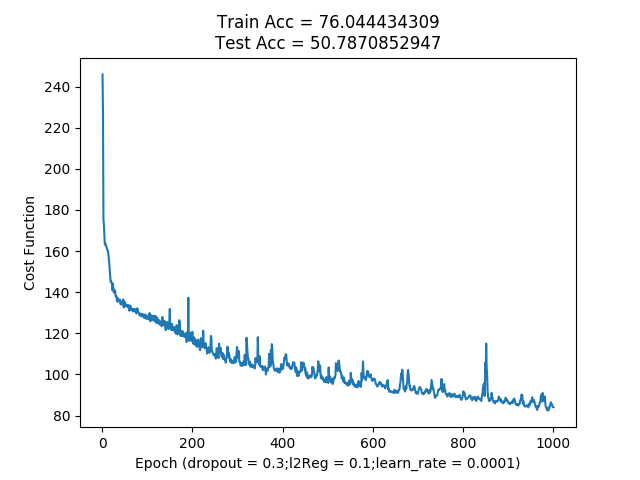 Train Acc = 76.044434309
Test Acc = 50.7870852947
240
220
200
180
160
140
120
100
80
Cost Function
0 200 400 600 800 1000
Epoch (dropout = 0.3;l2Reg = 0.1;learn_rate = 0.0001)